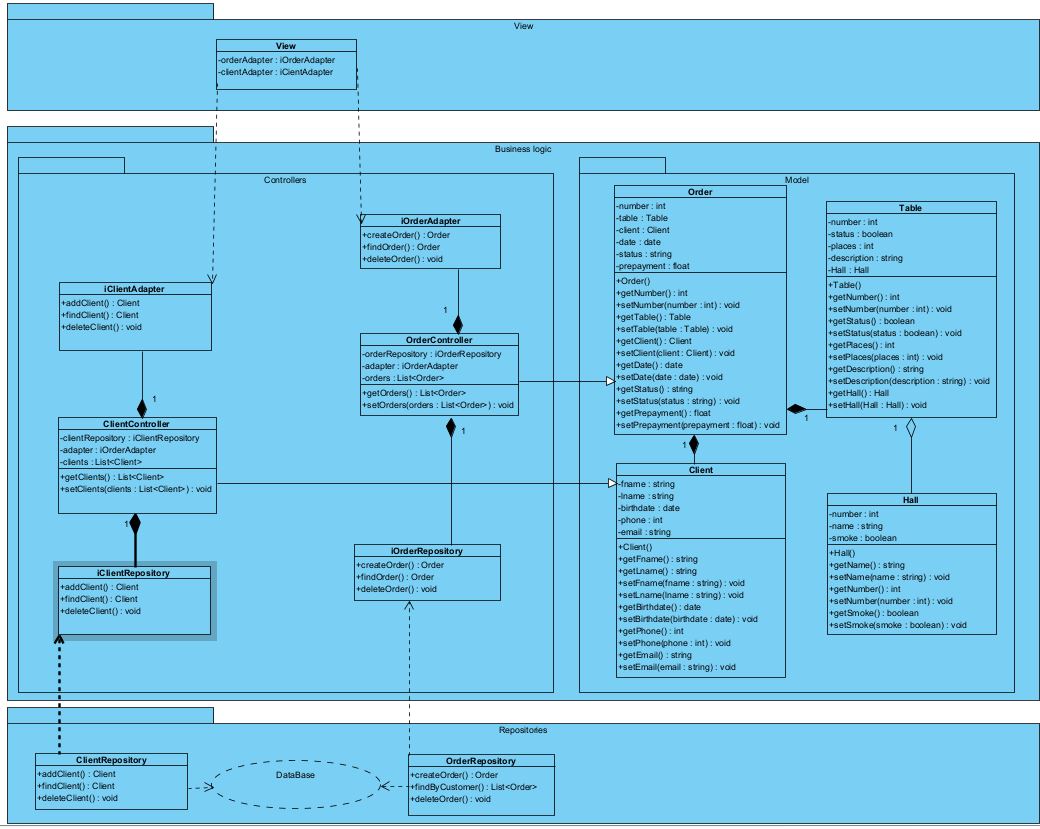 View
View
-orderAdapter : iOrderAdapter
-clientAdapter : iCientAdapter
Business logic
Controllers
iOrderAdapter
+createOrder() : Order
+findOrder() : Order
+deleteOrder() : void
iClientAdapter
+addClient() : Client
+findClient() : Client
+deleteClient() : void
1
OrderController
-orderRepository : iOrderRepository
-adapter : iOrderAdapter
-orders : List<Order>
+getOrders() : List<Order>
+setOrders(orders : List<Order>) : void
1
1
ClientController
-clientRepository : iClientRepository
-adapter : iOrderAdapter
-clients : List<Client>
+getClients() : List<Client>
+setClients(clients : List<Client>) : void
1
iClientRepository
+addClient() : Client
+findClient() : Client
+deleteClient() : void
iOrderRepository
+createOrder() : Order
+findOrder() : Order
+deleteOrder() : void
Model
Order
-number : int
-table : Table
-client : Client
-date : date
-status : string
-prepayment : float
+Order()
+getNumber() : int
+setNumber(number : int) : void
+getTable() : Table
+setTable(table : Table) : void
+getClient() : Client
+setClient(client : Client) : void
+getDate() : date
+setDate(date : date) : void
+getStatus() : string
+setStatus(status : string) : void
+getPrepayment() : float
+setPrepayment(prepayment : float) : void
Table
-number : int
-status : boolean
-places : int
-description : string
-Hall : Hall
+Table()
+getNumber() : int
+setNumber(number : int) : void
+getStatus() : boolean
+setStatus(status : boolean) : void
+getPlaces() : int
+setPlaces(places : int) : void
+getDescription() : string
+setDescription(description : string) : void
+getHall() : Hall
+setHall(Hall : Hall) : void
1
1
1
Client
-fname : string
-lname : string
-birthdate : date
-phone : int
-email : string
+Client()
+getFname() : string
+getLname() : string
+setFname(fname : string) : void
+setLname(lname : string) : void
+getBirthdate() : date
+setBirthdate(birthdate : date) : void
+getPhone() : int
+setPhone(phone : int) : void
+getEmail() : string
+setEmail(email : string) : void
Hall
-number : int
-name : string
-smoke : boolean
+Hall()
+getName() : string
+setName(name : string) : void
+getNumber() : int
+setNumber(number : int) : void
+getSmoke() : boolean
+setSmoke(smoke : boolean) : void
Repositories
ClientRepository
+addClient() : Client
+findClient() : Client
+deleteClient() : void
DataBase
OrderRepository
+createOrder() : Order
+findByCustomer() : List<Order>
+deleteOrder() : void